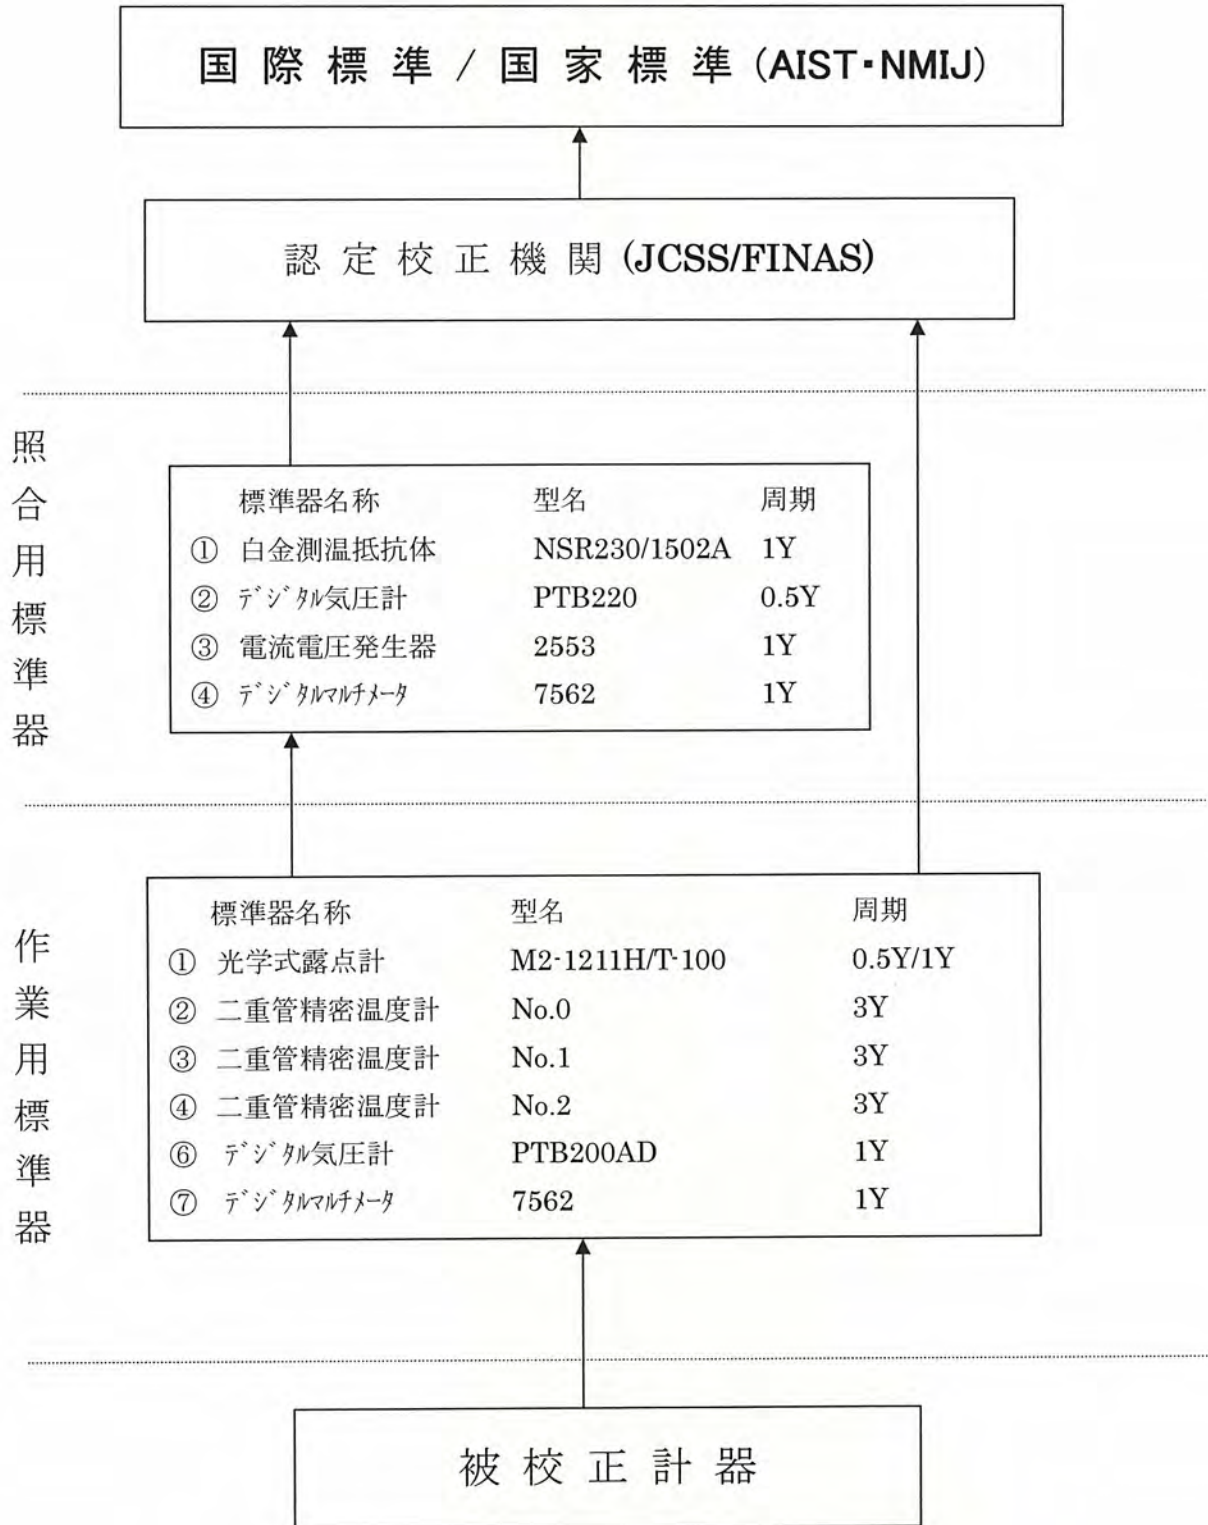 国際標準/国家標準(AIST・NMIJ)
認定校正機関(JCSS/FINAS)
照合用標準器
標準器名称 型名 周期
① 白金測温抵抗体 NSR230/1502A 1Y
② デジタル気圧計 PTB220 0.5Y
③ 電流電圧発生器 2553 1Y
④ デジタルマルチメータ 7562 1Y
作業用標準器
標準器名称 型名 周期
① 光学式露点計 M2-1211H/T-100 0.5Y/1Y
② 二重管精密温度計 No.0 3Y
③ 二重管精密温度計 No.1 3Y
④ 二重管精密温度計 No.2 3Y
⑥ デジタル気圧計 PTB200AD 1Y
⑦ デジタルマルチメータ 7562 1Y
被校正計器